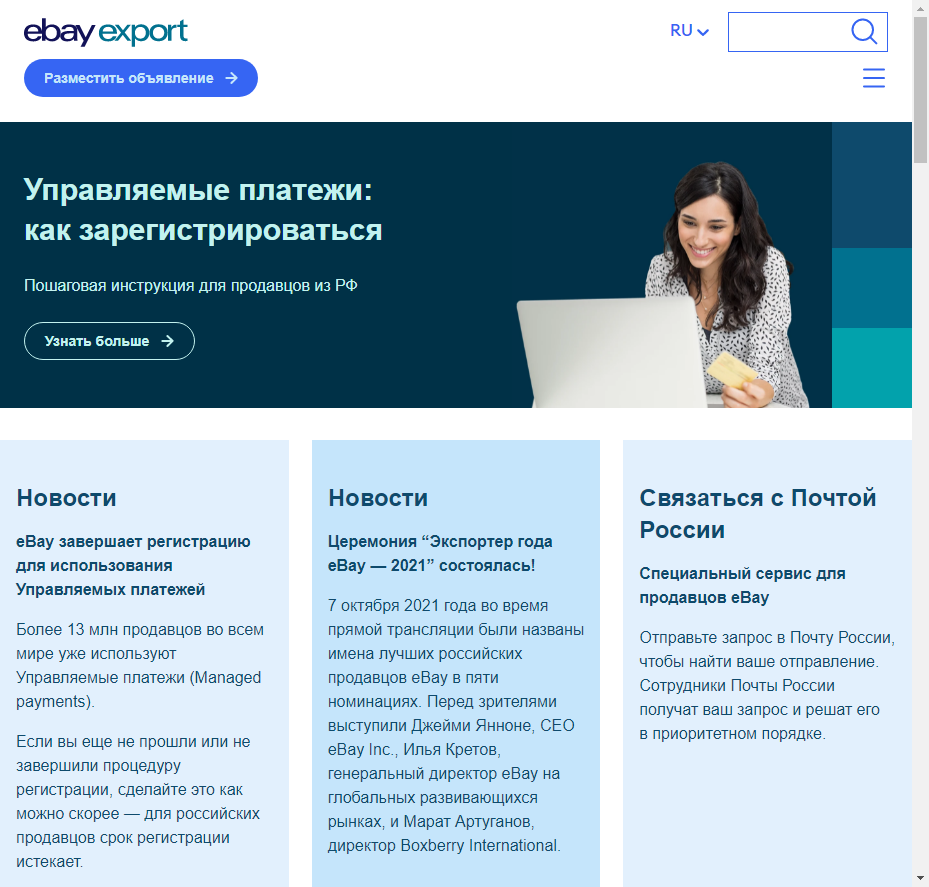 ebay export
RU
Разместить объявление
Управляемые платежи:
как зарегистрироваться
Пошаговая инструкция для продавцов из РФ
Узнать больше
Новости
eBay завершает регистрацию
для использования
Управляемых платежей
Более 13 млн продавцов во всем
мире уже используют
Управляемые платежи (Managed
payments).
Если вы еще не прошли или не
завершили процедуру
регистрации, сделайте это как
можно скорее — для российских
продавцов срок регистрации
истекает.
Новости
Церемония “Экспортер года
eBay — 2021” состоялась!
7 октября 2021 года во время
прямой трансляции были названы
имена лучших российских
продавцов eBay в пяти
номинациях. Перед зрителями
выступили Джейми Янноне, CEO
eBay Inc., Илья Кретов,
генеральный директор eBay на
глобальных развивающихся
рынках, и Марат Артуганов,
директор Boxberry International.
Связаться с Почтой
России
Специальный сервис для
продавцов eBay
Отправьте запрос в Почту России,
чтобы найти ваше отправление.
Сотрудники Почты России
получат ваш запрос и решат его
в приоритетном порядке.